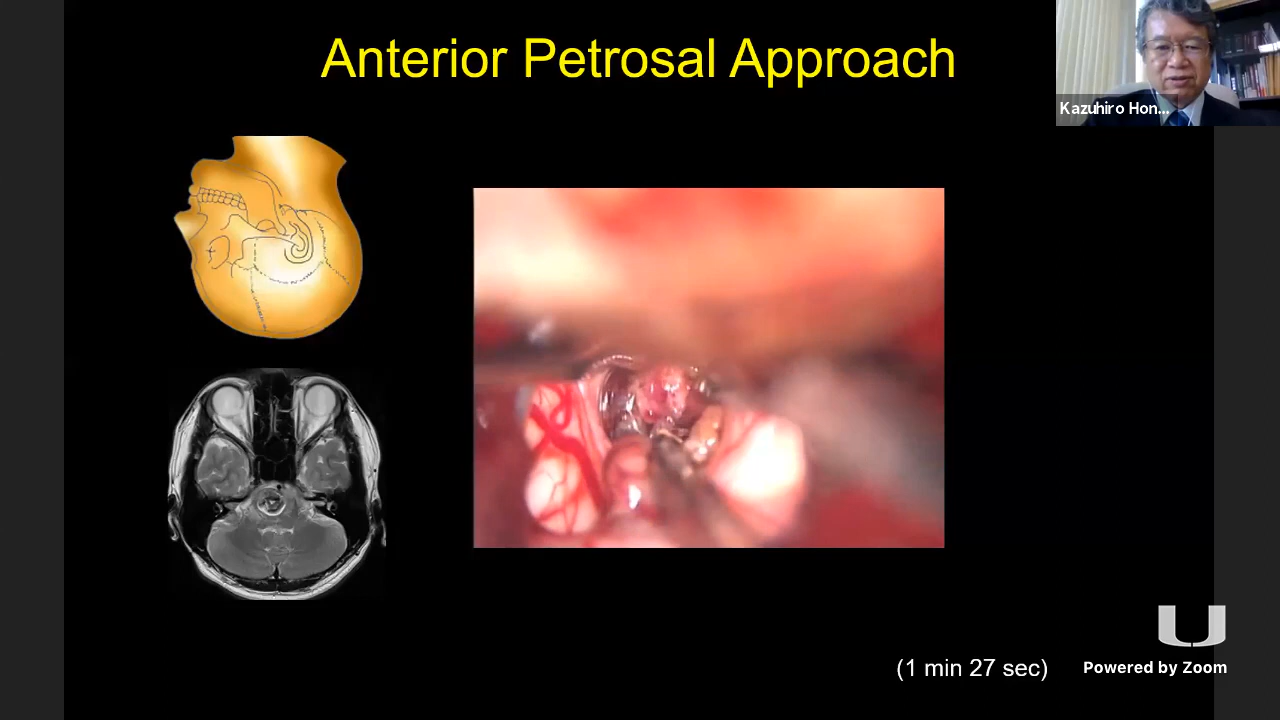 Anterior Petrosal Approach
Kazuhiro Hon...
(1 min 27 sec)
Powered by Zoom